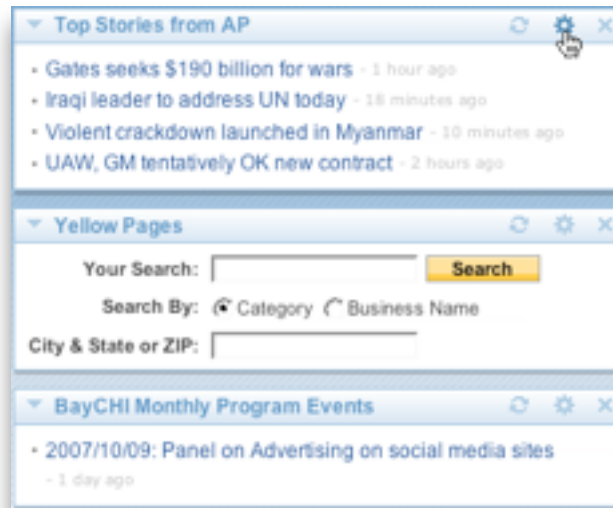 Top Stories from AP
Gates seeks $190 billion for wars - 1 hour ago
Iraqi leader to address UN today - 18 minutes ago
Violent crackdown launched in Myanmar - 10 minutes ago
UAW, GM tentatively OK new contract - 2 hours ago
Yellow Pages
Your Search: Search
Search By: Category Business Name
City & State or ZIP:
BayCHI Monthly Program Events
2007/10/09: Panel on Advertising on social media sites
- 1 day ago